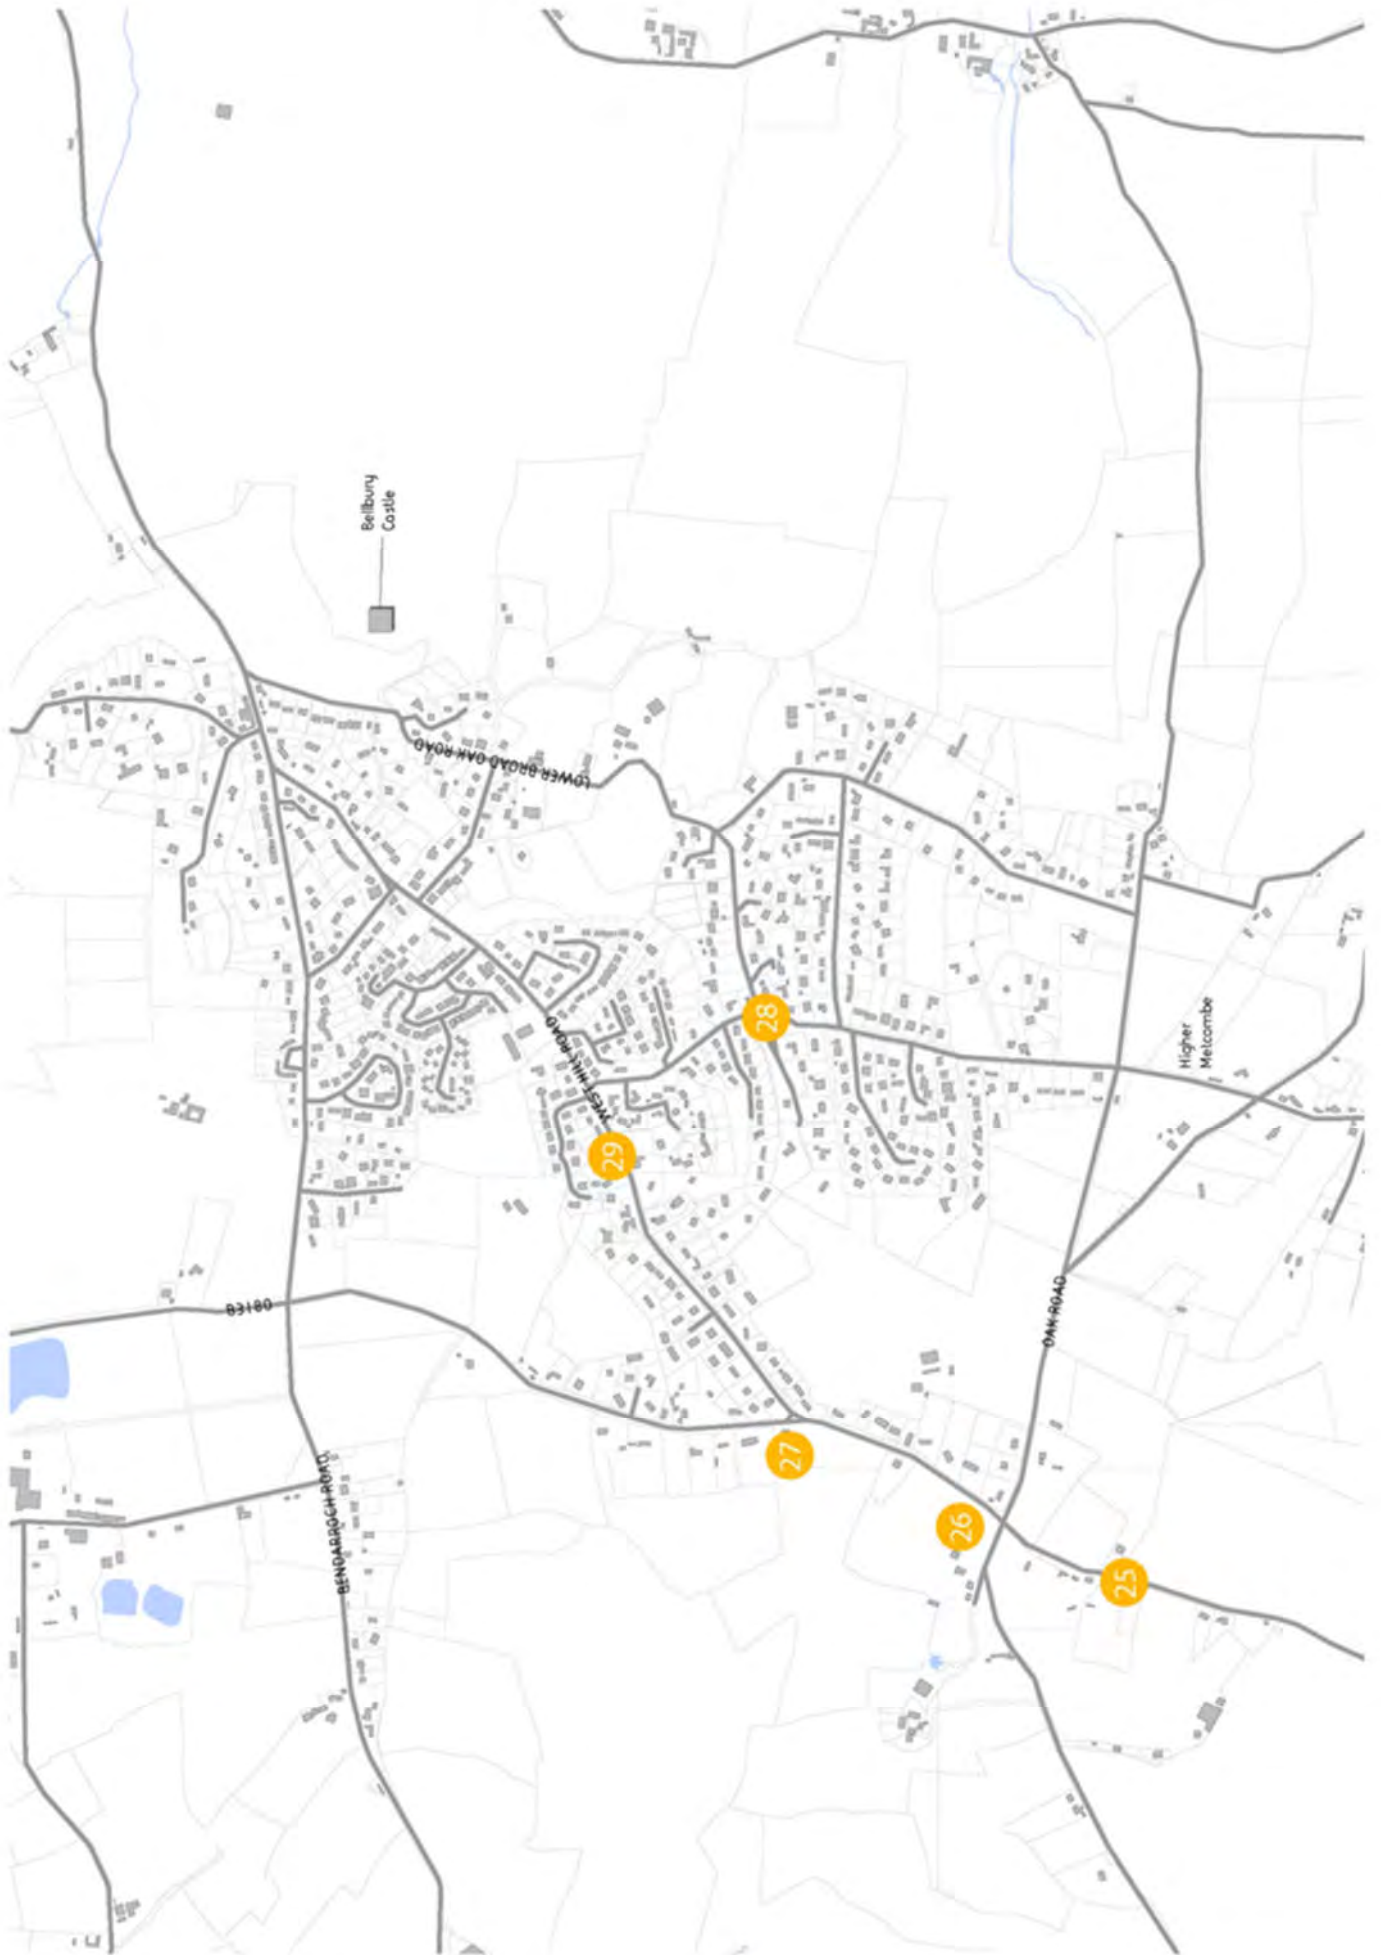 Bellbury
Castle
LOWER BROAD OAK ROAD
WEST HILL ROAD
B3180
BENDARROCH ROAD
OAK ROAD
Higher
Metcombe
29
28
27
26
25